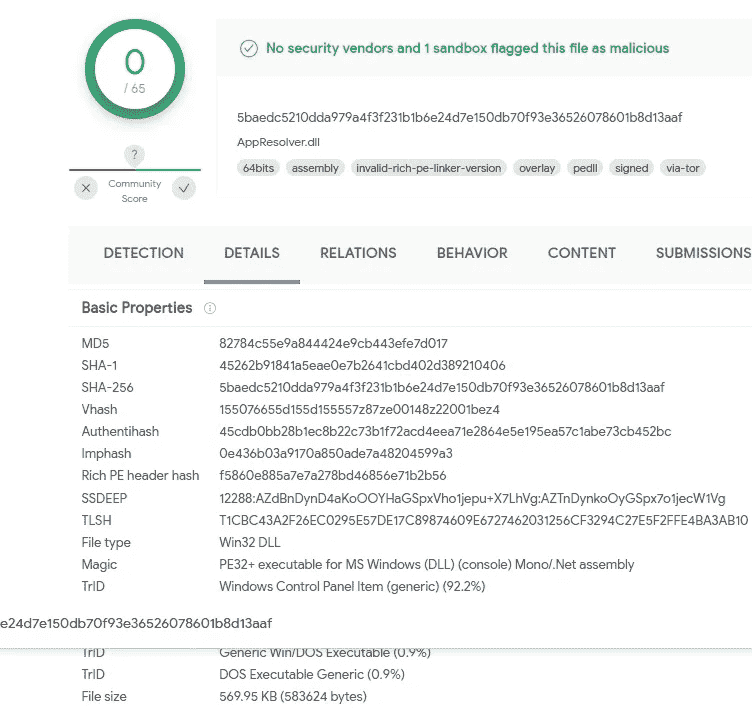 0
/ 65
No security vendors and 1 sandbox flagged this file as malicious
5baedc5210dda979a4f3f231b1b6e24d7e150db70f93e36526078601b8d13aaf
AppResolver.dll
64bits assembly invalid-rich-pe-linker-version overlay pedll signed via-tor
?
Community
Score
DETECTION DETAILS RELATIONS BEHAVIOR CONTENT SUBMISSIONS
Basic Properties
MD5 82784c55e9a844424e9cb443efe7d017
SHA-1 45262b91841a5eae0e7b2641cbd402d389210406
SHA-256 5baedc5210dda979a4f3f231b1b6e24d7e150db70f93e36526078601b8d13aaf
Vhash 155076655d155d155557z87ze00148z22001bez4
Authentihash 45cdb0bb28b1ec8b22c73b1f72acd4eea71e2864e5e195ea57c1abe73cb452bc
Imphash 0e436b03a9170a850ade7a48204599a3
Rich PE header hash f5860e885a7e7a278bd46856e71b2b56
SSDEEP 12288:AZdBnDynD4aKoOOYHaGSpxVho1jepu+X7LhVg:AZTnDynkoOyGSpx7o1jecW1Vg
TLSH T1CBC43A2F26EC0295E57DE17C89874609E6727462031256CF3294C27E5F2FFE4BA3AB10
File type Win32 DLL
Magic PE32+ executable for MS Windows (DLL) (console) Mono/.Net assembly
TrID Windows Control Panel Item (generic) (92.2%)
e24d7e150db70f93e36526078601b8d13aaf
TrID Generic Win/DOS Executable (0.9%)
TrID DOS Executable Generic (0.9%)
File size 569.95 KB (583624 bytes)